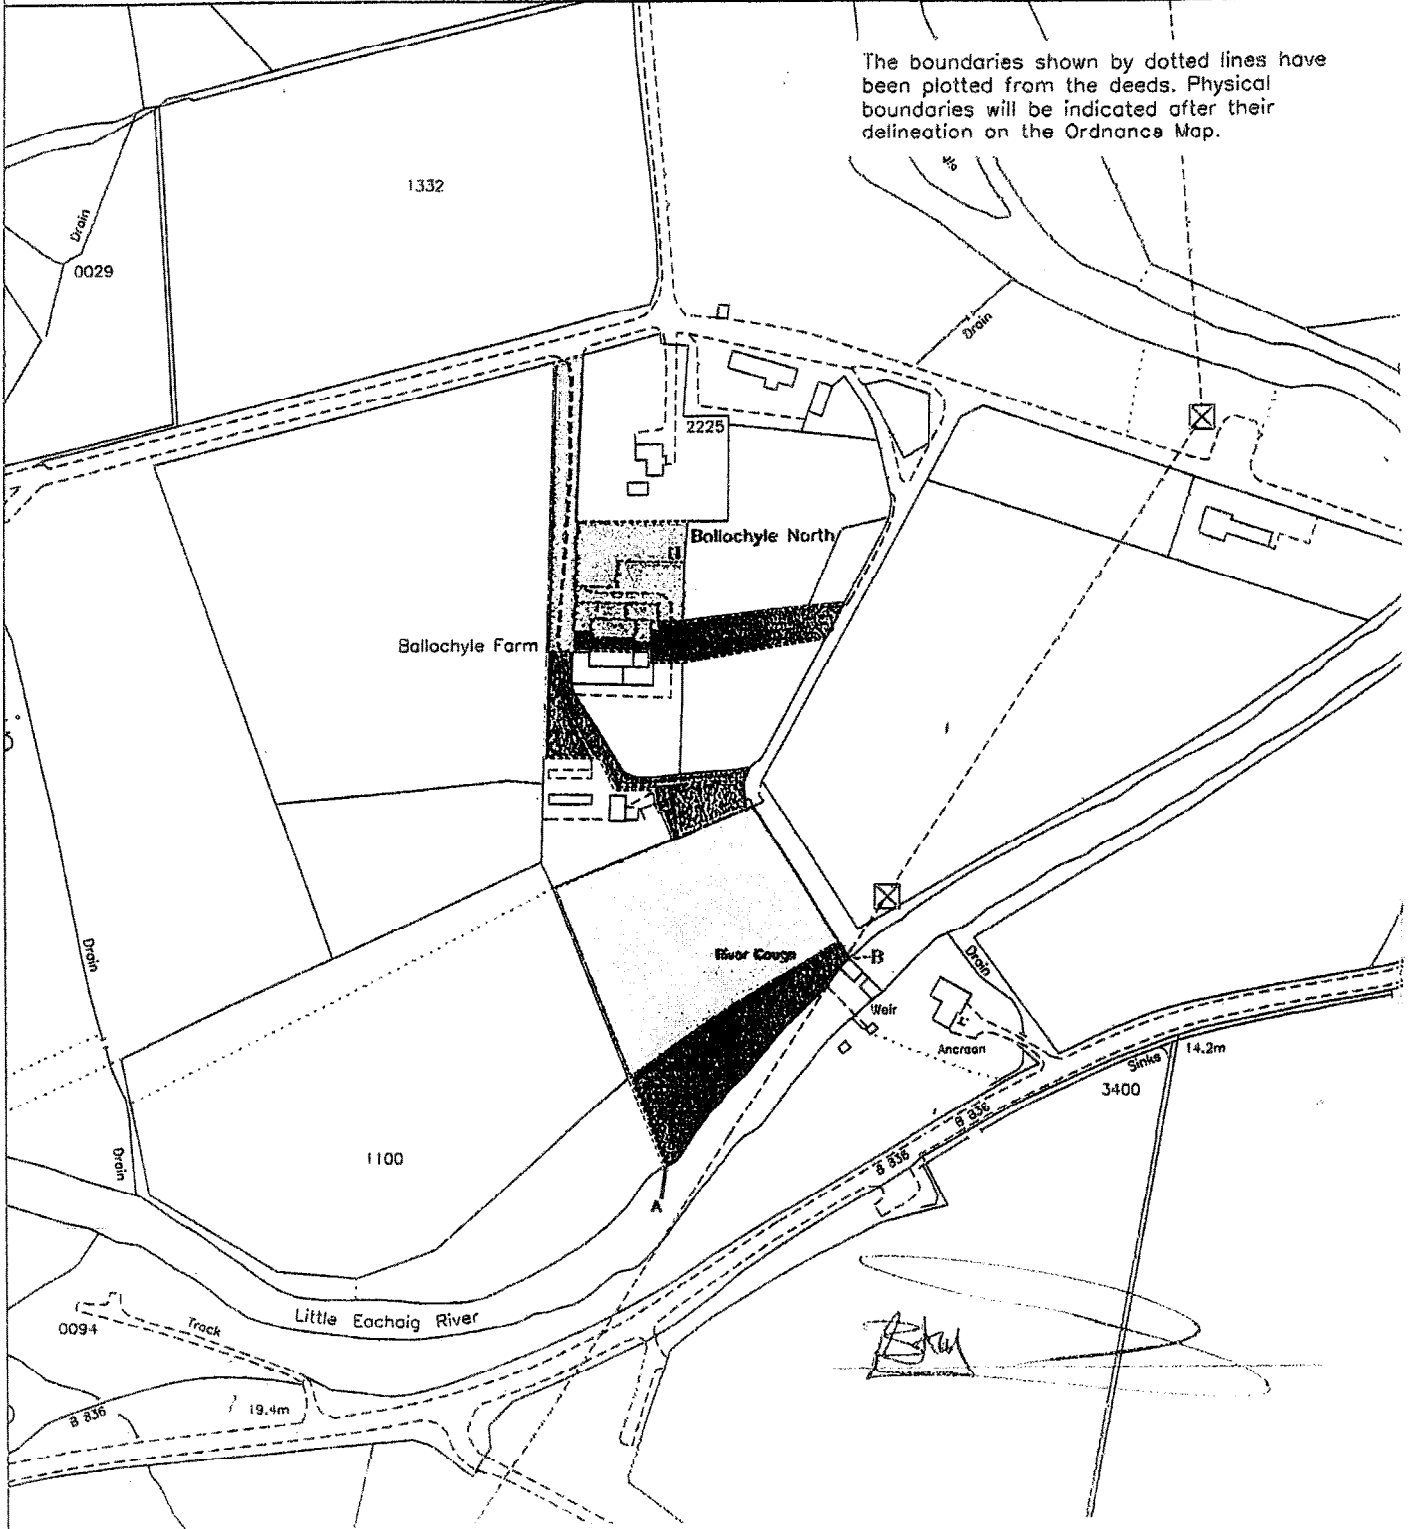 The boundaries shown by dotted lines have
been plotted from the deeds. Physical
boundaries will be indicated after their
delineation on the Ordnance Map.
1332
Drain
0029
Drain
2225
Ballochyle North
Ballochyle Farm
Drain
River Gauge
B
Drain
Weir
Ancraan
Sinks
14.2m
3400
B 836
B 836
Drain
1100
A
Little Eachaig River
0094
Track
B 836
19.4m